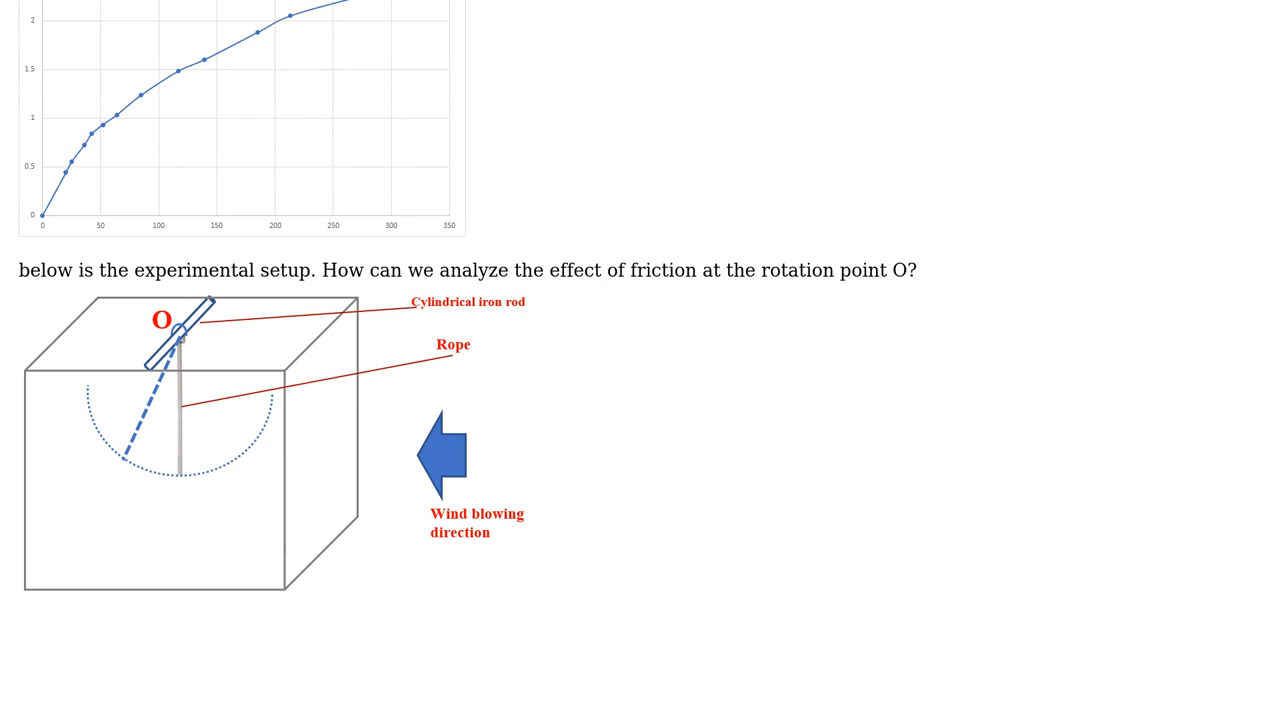 2
1.5
1
0.5
0
0 50 100 150 200 250 300 350
below is the experimental setup. How can we analyze the effect of friction at the rotation point O?
Cylindrical iron rod
O
Rope
Wind blowing
direction